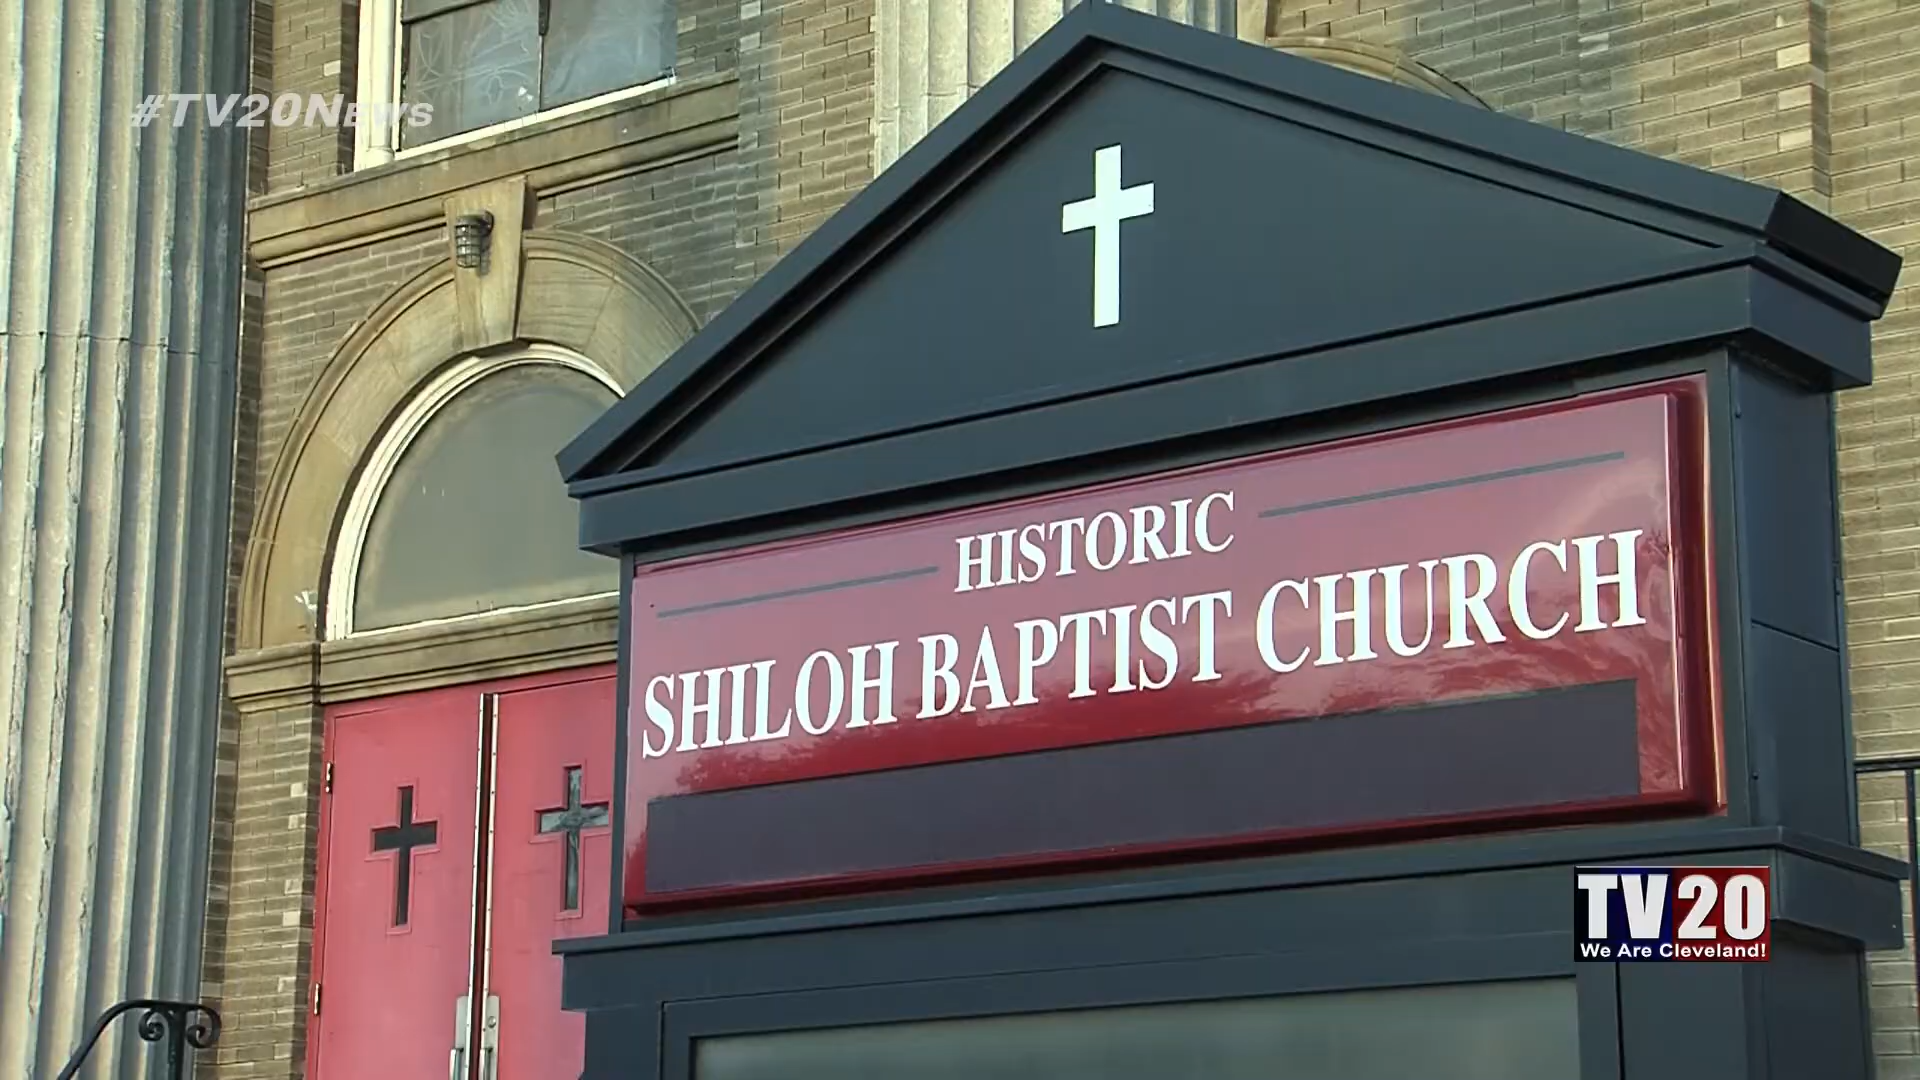 #TV20News
HISTORIC
SHILOH BAPTIST CHURCH
TV20
We Are Cleveland!